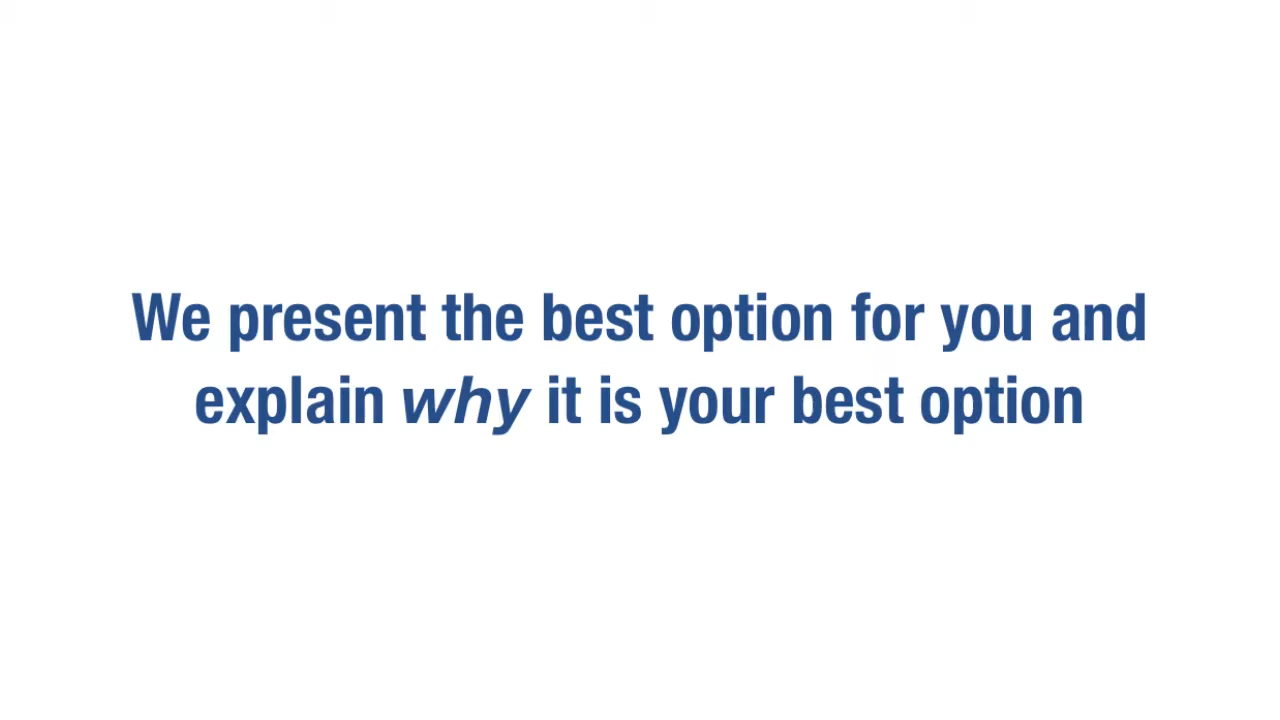 We present the best option for you and
explain why it is your best option